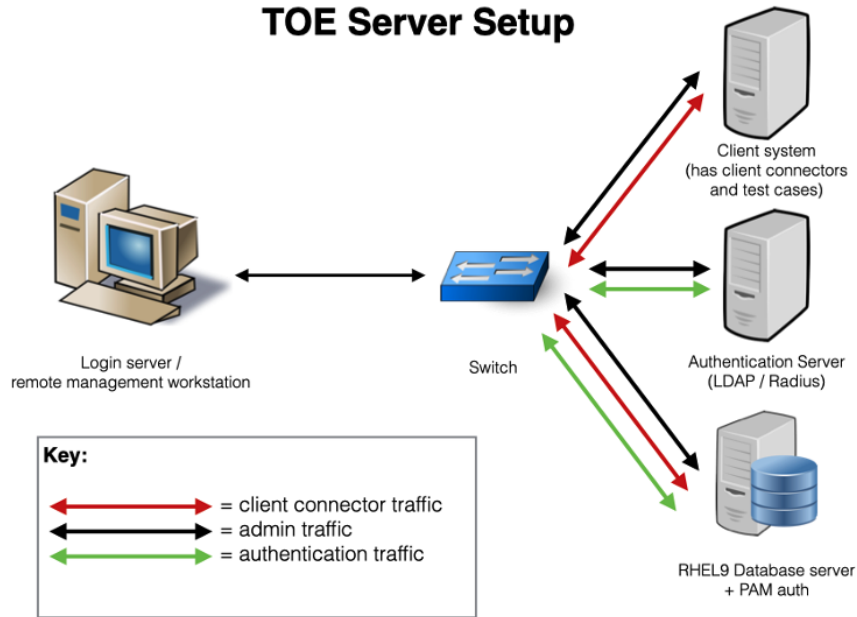 TOE Server Setup
Client system
(has client connectors
and test cases)
Login server /
remote management workstation
Switch
Authentication Server
(LDAP / Radius)
Key:
= client connector traffic
= admin traffic
= authentication traffic
RHEL9 Database server
+ PAM auth